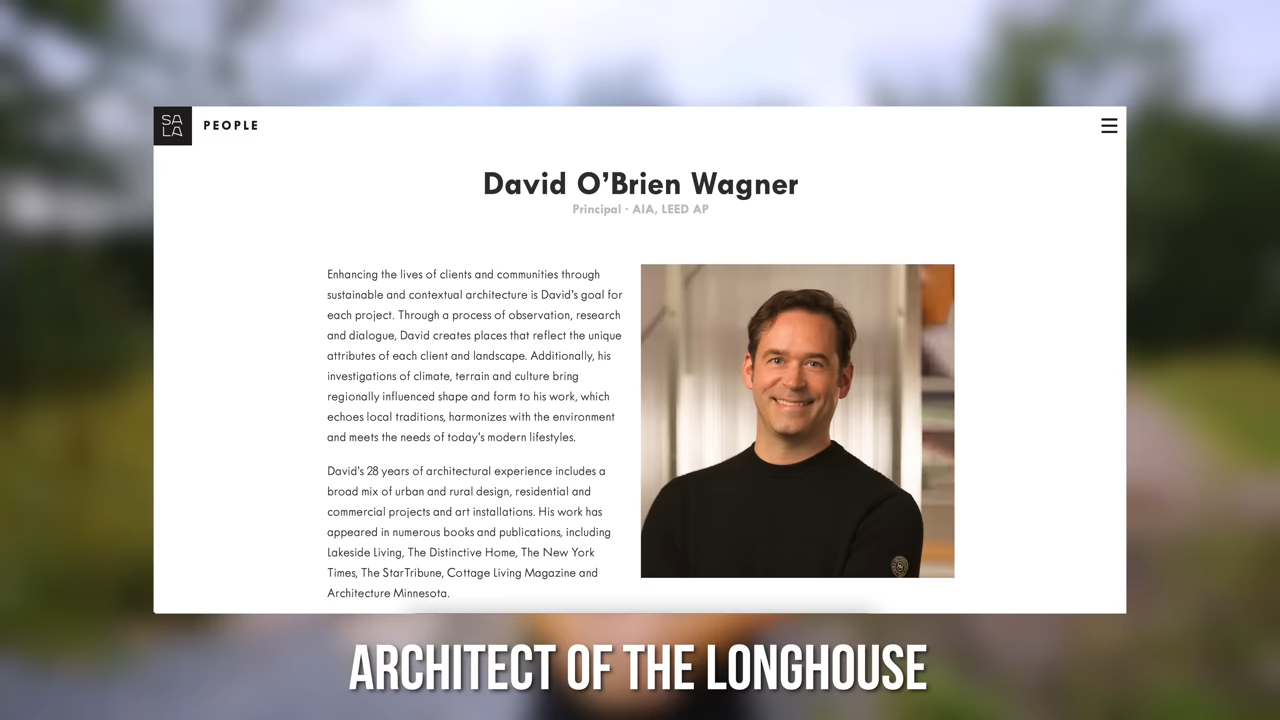 SA
LA
PEOPLE
David O’Brien Wagner
Principal · AIA, LEED AP
Enhancing the lives of clients and communities through
sustainable and contextual architecture is David's goal for
each project. Through a process of observation, research
and dialogue, David creates places that reflect the unique
attributes of each client and landscape. Additionally, his
investigations of climate, terrain and culture bring
regionally influenced shape and form to his work, which
echoes local traditions, harmonizes with the environment
and meets the needs of today's modern lifestyles.
David's 28 years of architectural experience includes a
broad mix of urban and rural design, residential and
commercial projects and art installations. His work has
appeared in numerous books and publications, including
Lakeside Living, The Distinctive Home, The New York
Times, The StarTribune, Cottage Living Magazine and
Architecture Minnesota.
ARCHITECT OF THE LONGHOUSE